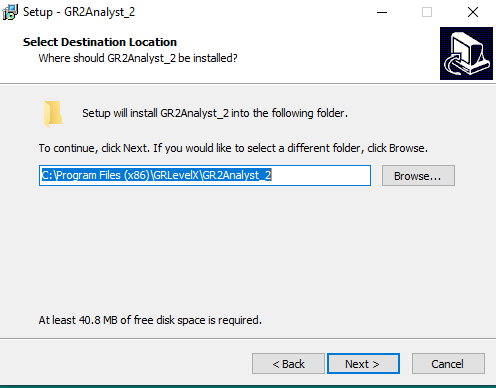 Setup - GR2Analyst_2
Select Destination Location
Where should GR2Analyst_2 be installed?
Setup will install GR2Analyst_2 into the following folder.
To continue, click Next. If you would like to select a different folder, click Browse.
C:\Program Files (x86)\GRLevelX\GR2Analyst_2
Browse...
At least 40.8 MB of free disk space is required.
< Back
Next >
Cancel